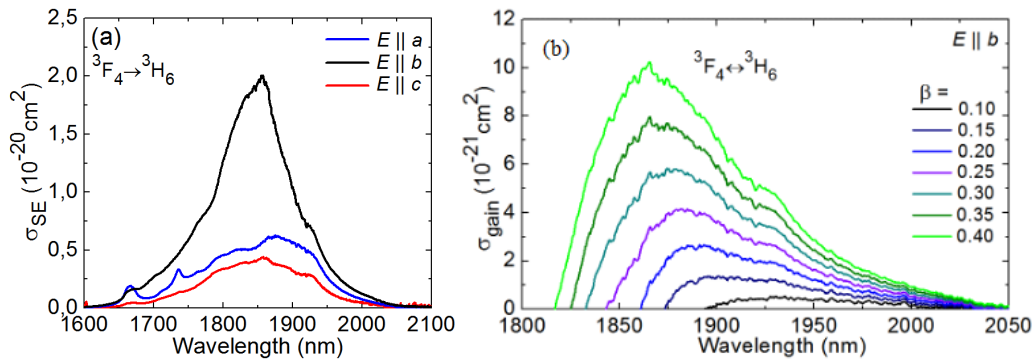 (a)
³F₄→³H₆
E || a
E || b
E || c
σSE (10⁻²⁰cm²)
2,0
1,5
1,0
0,5
0,0
1600 1700 1800 1900 2000 2100
Wavelength (nm)
(b)
³F₄↔³H₆
E || b
β =
0.10
0.15
0.20
0.25
0.30
0.35
0.40
σgain (10⁻²¹cm²)
12
10
8
6
4
2
0
1800 1850 1900 1950 2000 2050
Wavelength (nm)